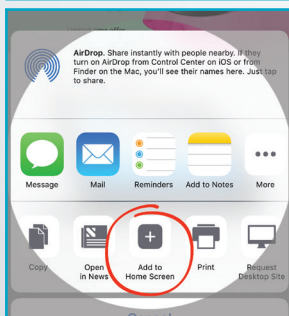 AirDrop. Share instantly with people nearby. If they
turn on AirDrop from Control Center on iOS or from
Finder on the Mac, you'll see their names here. Just tap
to share.
Message
Mail
Reminders
Add to Notes
More
Copy
Open
in News
Add to
Home Screen
Print
Request
Desktop Site
Cancel